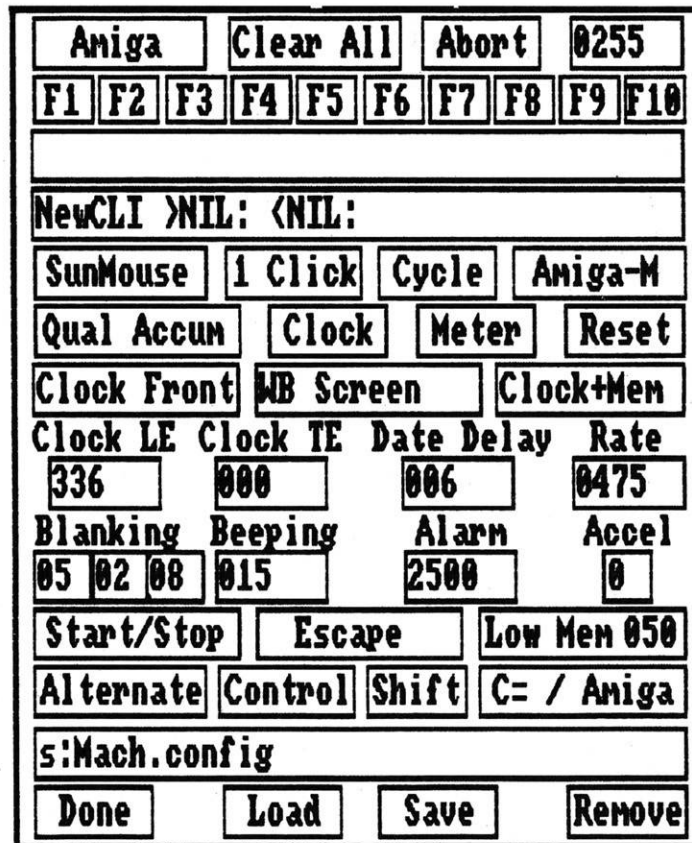 Amiga Clear All Abort 0255
F1 F2 F3 F4 F5 F6 F7 F8 F9 F10
NewCLI >NIL: <NIL:
SunMouse 1 Click Cycle Amiga-M
Qual Accum Clock Meter Reset
Clock Front WB Screen Clock+Mem
Clock LE Clock TE Date Delay Rate
336 000 006 0475
Blanking Beeping Alarm Accel
05 02 08 015 2500 0
Start/Stop Escape Low Mem 050
Alternate Control Shift C= / Amiga
s:Mach.config
Done Load Save Remove